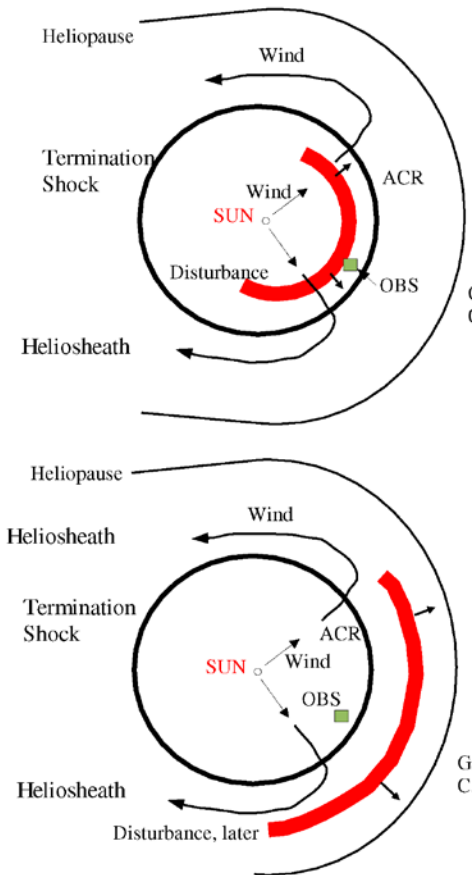 Heliopause
Wind
Termination
Shock
ACR
Wind
SUN
Disturbance
OBS
Heliosheath
Heliopause
Wind
Heliosheath
Termination
Shock
ACR
SUN
Wind
OBS
G
C
Heliosheath
Disturbance, later